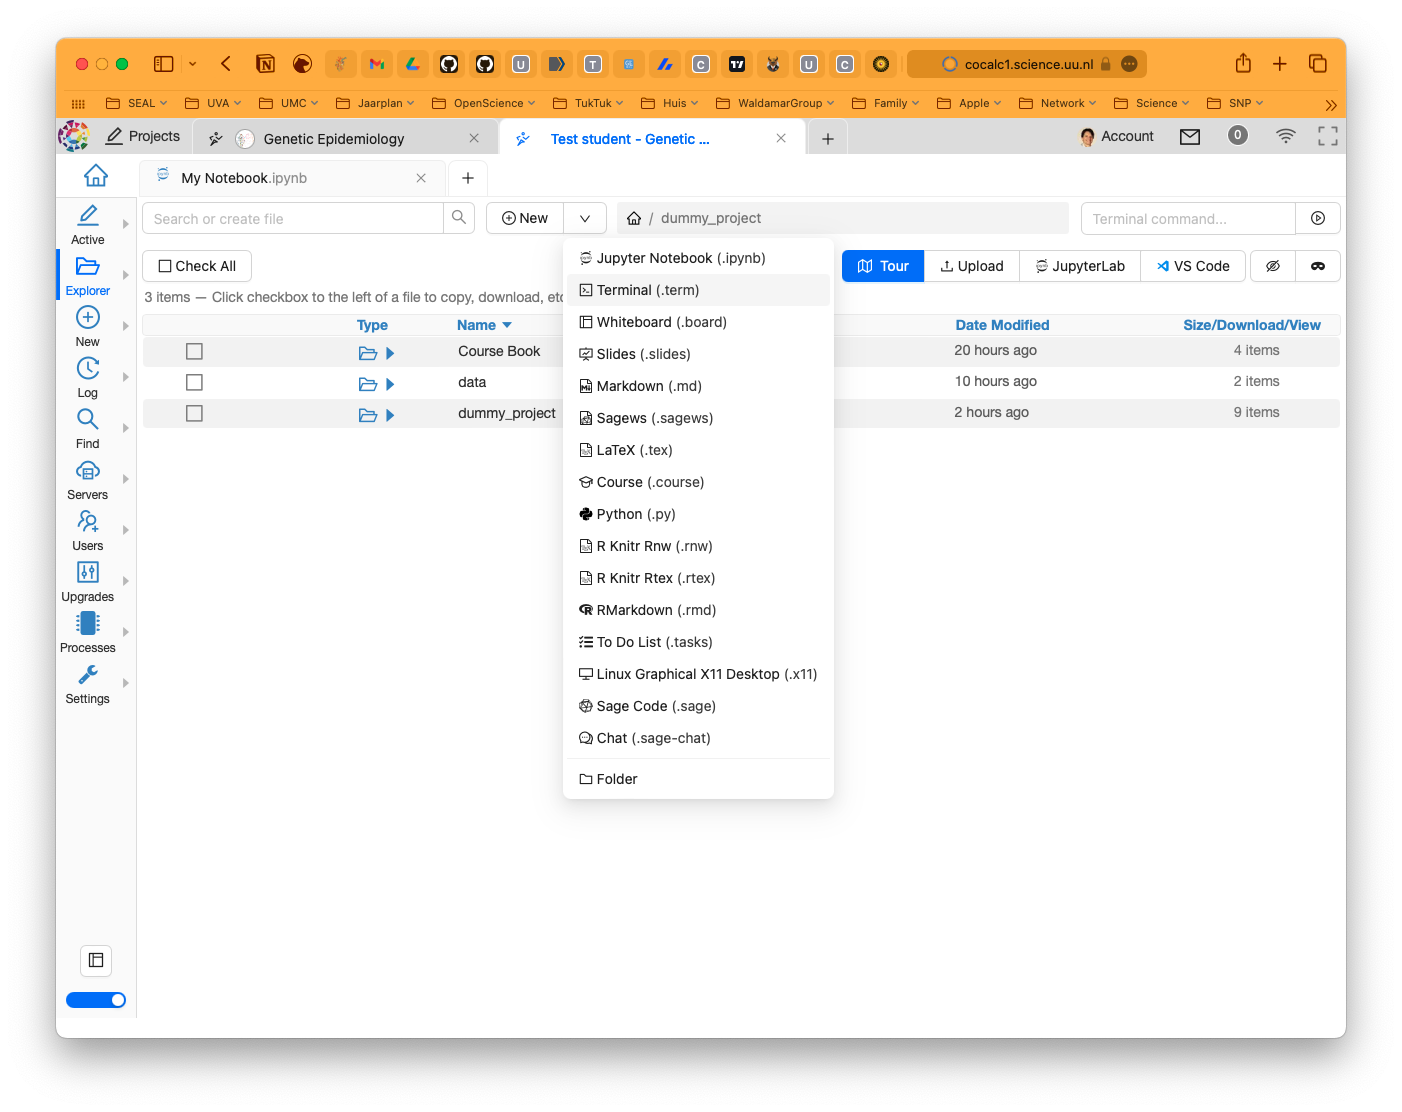 cocalc1.science.uu.nl
SEAL UVA UMC Jaarplan OpenScience TukTuk Huis WaldamarGroup Family Apple Network Science SNP
Projects Genetic Epidemiology Test student - Genetic ... Account 0
My Notebook.ipynb
Search or create file New / dummy_project Terminal command...
Active
Explorer
New
Log
Find
Servers
Users
Upgrades
Processes
Settings
Check All Tour Upload JupyterLab VS Code
3 items — Click checkbox to the left of a file to copy, download, etc
Type Name Date Modified Size/Download/View
Course Book 20 hours ago 4 items
data 10 hours ago 2 items
dummy_project 2 hours ago 9 items
Jupyter Notebook (.ipynb)
Terminal (.term)
Whiteboard (.board)
Slides (.slides)
Markdown (.md)
Sagews (.sagews)
LaTeX (.tex)
Course (.course)
Python (.py)
R Knitr Rnw (.rnw)
R Knitr Rtex (.rtex)
RMarkdown (.rmd)
To Do List (.tasks)
Linux Graphical X11 Desktop (.x11)
Sage Code (.sage)
Chat (.sage-chat)
Folder